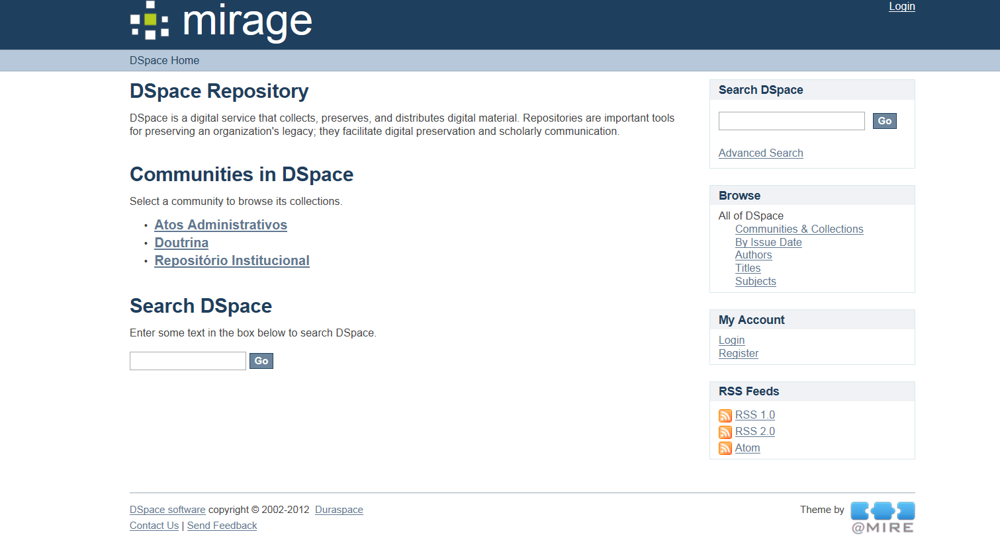 mirage
Login
DSpace Home
DSpace Repository
DSpace is a digital service that collects, preserves, and distributes digital material. Repositories are important tools
for preserving an organization's legacy; they facilitate digital preservation and scholarly communication.
Communities in DSpace
Select a community to browse its collections.
• Atos Administrativos
• Doutrina
• Repositório Institucional
Search DSpace
Enter some text in the box below to search DSpace.
Go
Search DSpace
Go
Advanced Search
Browse
All of DSpace
Communities & Collections
By Issue Date
Authors
Titles
Subjects
My Account
Login
Register
RSS Feeds
RSS 1.0
RSS 2.0
Atom
DSpace software copyright © 2002-2012 Duraspace
Contact Us | Send Feedback
Theme by
@MIRE